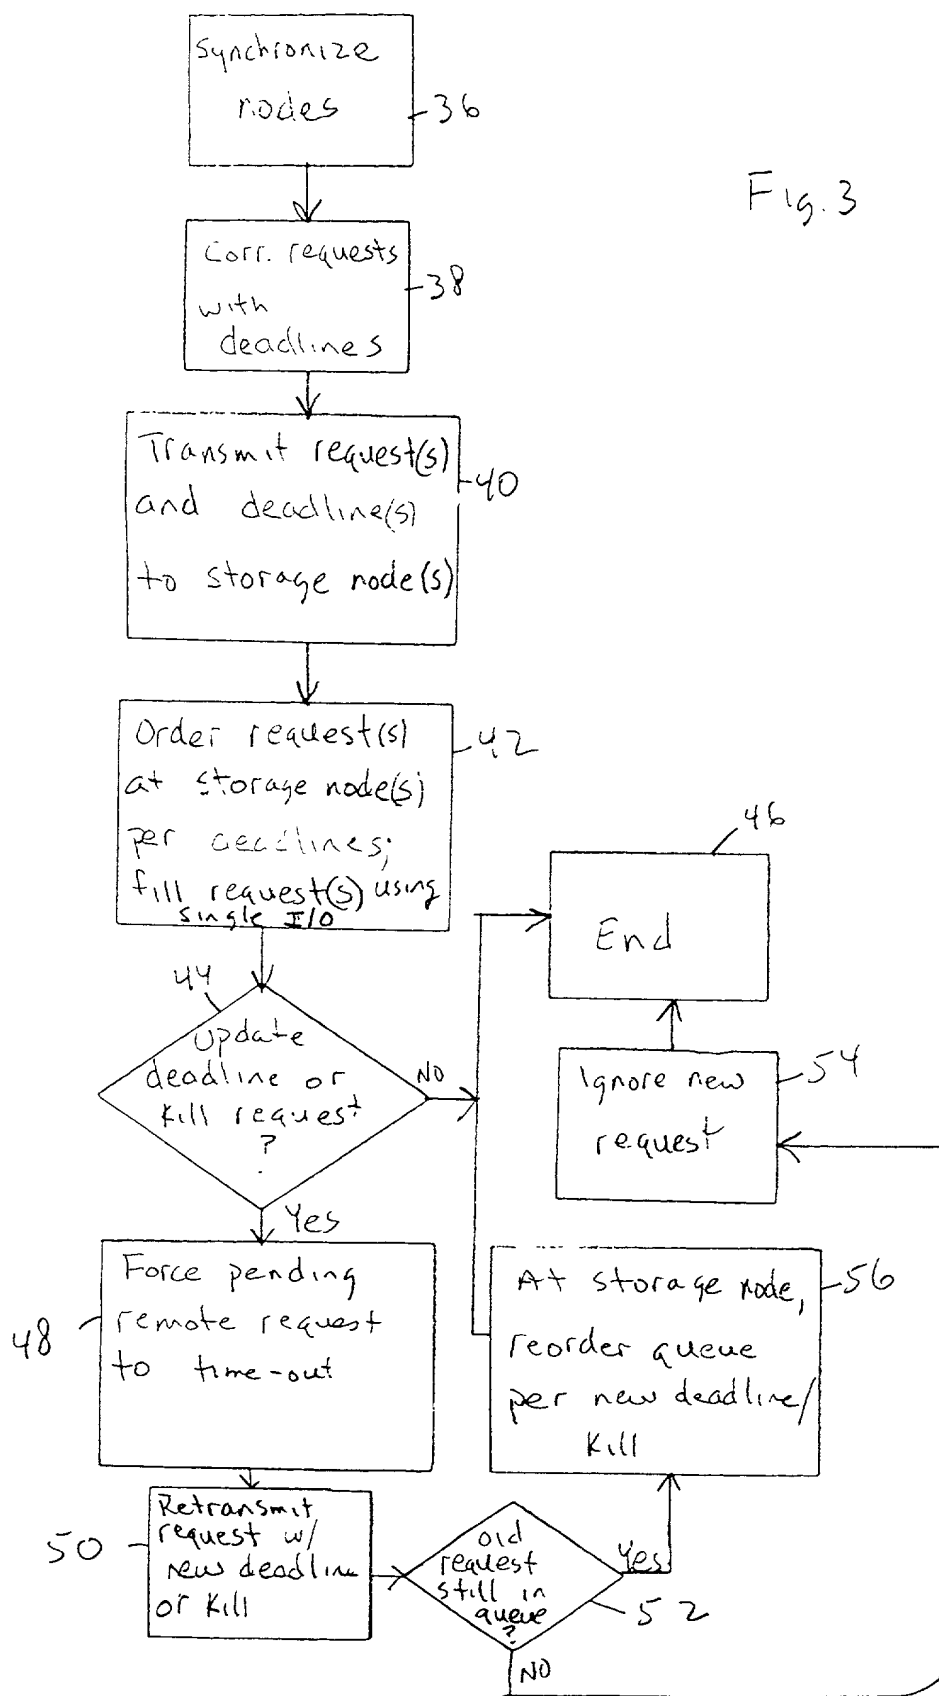 Synchronize
nodes
36
Fig. 3
Corr. requests
with
deadlines
38
Transmit request(s)
and deadline(s)
to storage node(s)
40
Order request(s)
at storage node(s)
per deadlines;
fill request(s) using
single I/O
42
46
End
44
Update
deadline or
Kill request
?
NO
Yes
Ignore new
request
54
Force pending
remote request
to time-out
48
At storage node,
reorder queue
per new deadline/
Kill
56
Retransmit
request w/
new deadline
or Kill
50
Old
request
still in
queue
?
Yes
52
NO